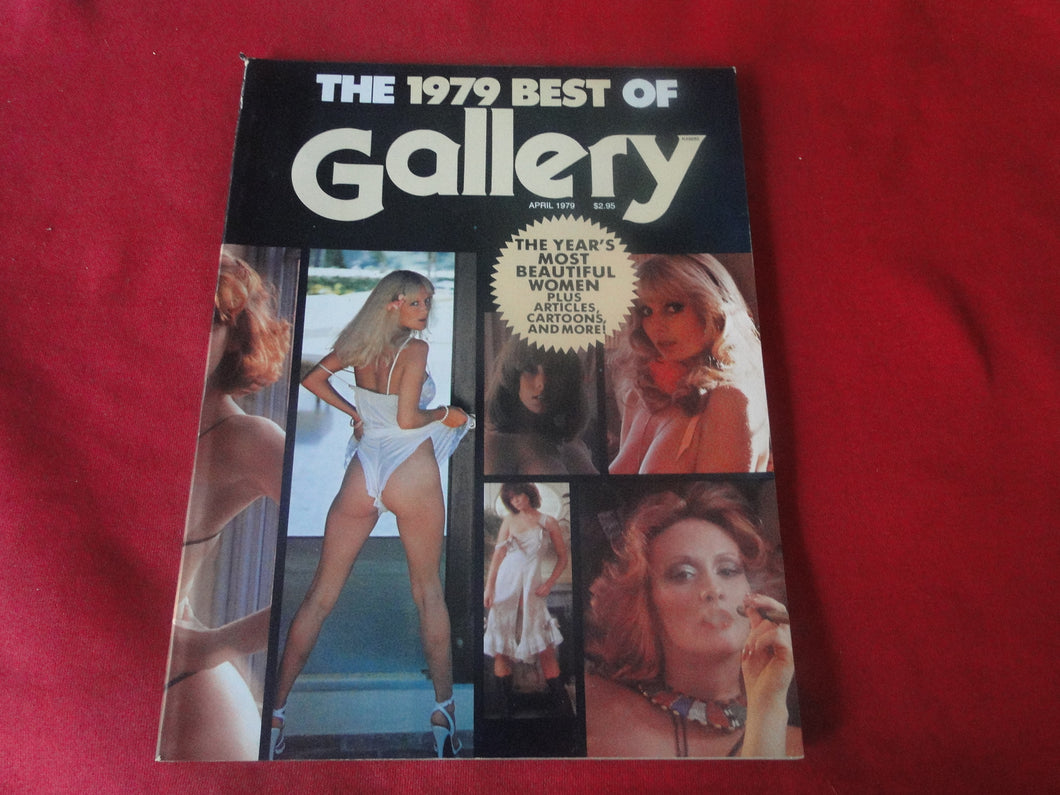 THE 1979 BEST OF
Gallery
APRIL 1979 $2.95
THE YEAR'S
MOST
BEAUTIFUL
WOMEN
PLUS
ARTICLES,
CARTOONS,
AND MORE!